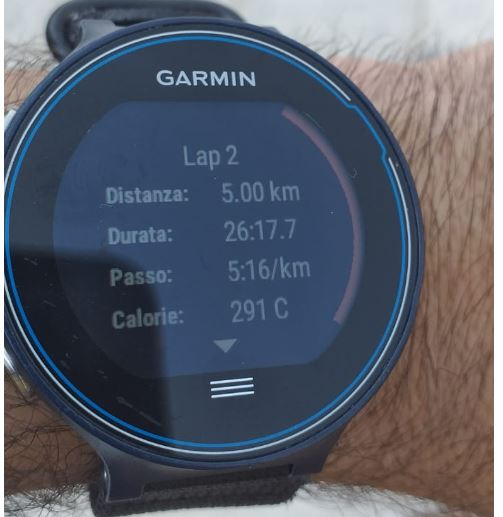 GARMIN
Lap 2
Distanza: 5.00 km
Durata: 26:17.7
Passo: 5:16/km
Calorie: 291 C